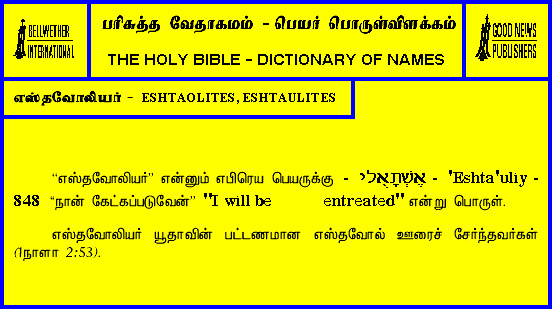 BELLWETHER
INTERNATIONAL
பரிசுத்த வேதாகமம் - பெயர் பொருள்விளக்கம்
THE HOLY BIBLE - DICTIONARY OF NAMES
GOOD NEWS
PUBLISHERS
எஸ்தவோலியர் - ESHTAOLITES, ESHTAULITES
“எஸ்தவோலியர்” என்னும் எபிரெய பெயருக்கு - אֶשְׁתָּאֻלִי - 'Eshta'uliy -
848 “நான் கேட்கப்படுவேன்” "I will be entreated" என்று பொருள்.
எஸ்தவோலியர் யூதாவின் பட்டணமான எஸ்தவோல் ஊரைச் சேர்ந்தவர்கள்
(1நாளா 2:53).